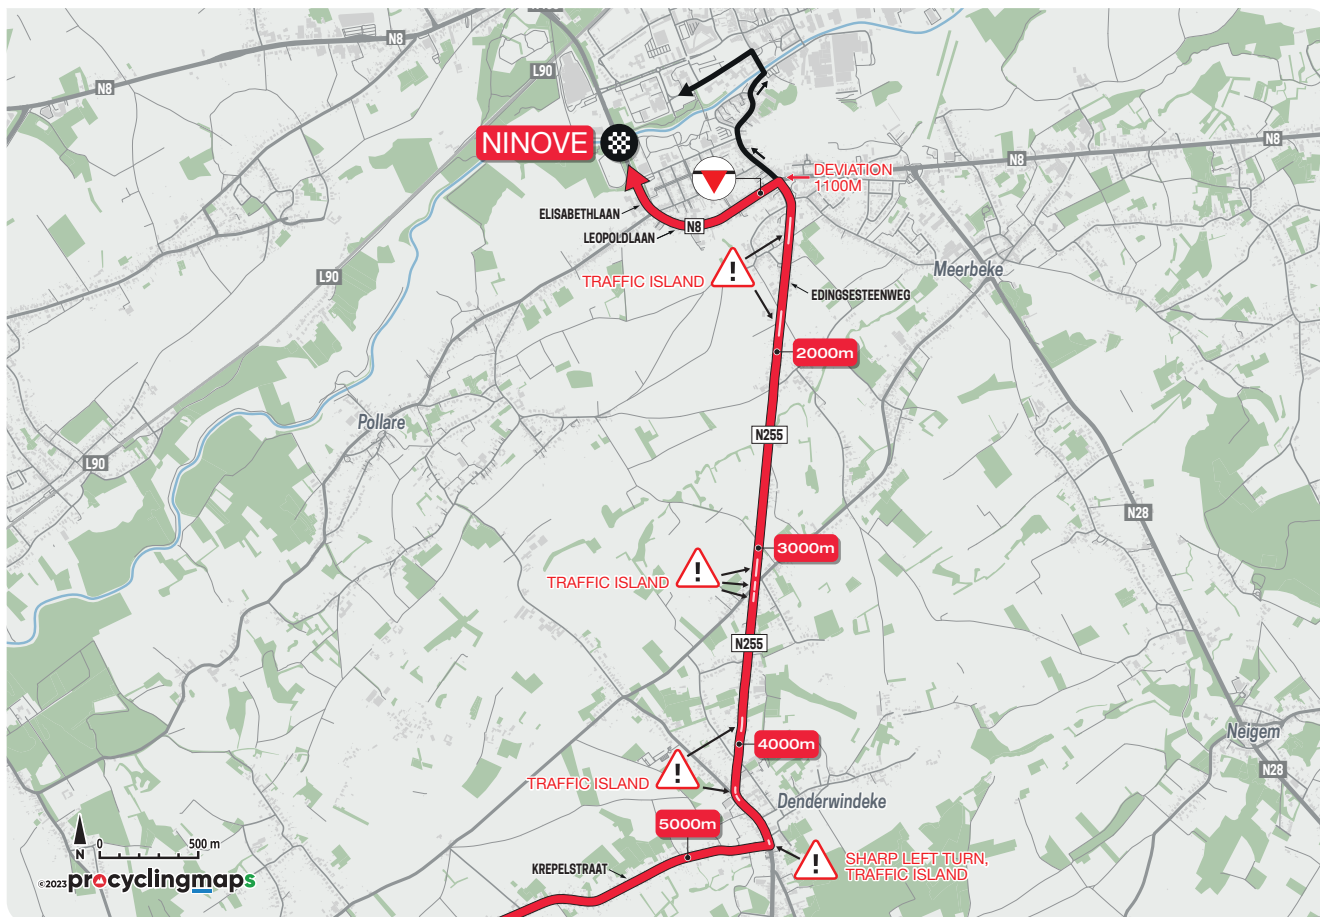 N8
N8
L90
NINOVE
N8
N8
DEVIATION
1100M
ELISABETHLAAN
LEOPOLDLAAN
N8
L90
TRAFFIC ISLAND
!
Meerbeke
EDINGSESTEENWEG
2000m
Pollare
N255
L90
N28
3000m
TRAFFIC ISLAND
!
N255
4000m
Neigem
TRAFFIC ISLAND
!
N28
Denderwindeke
5000m
N
0
500 m
KREPELSTRAAT
!
SHARP LEFT TURN,
TRAFFIC ISLAND
©2023 procyclingmaps